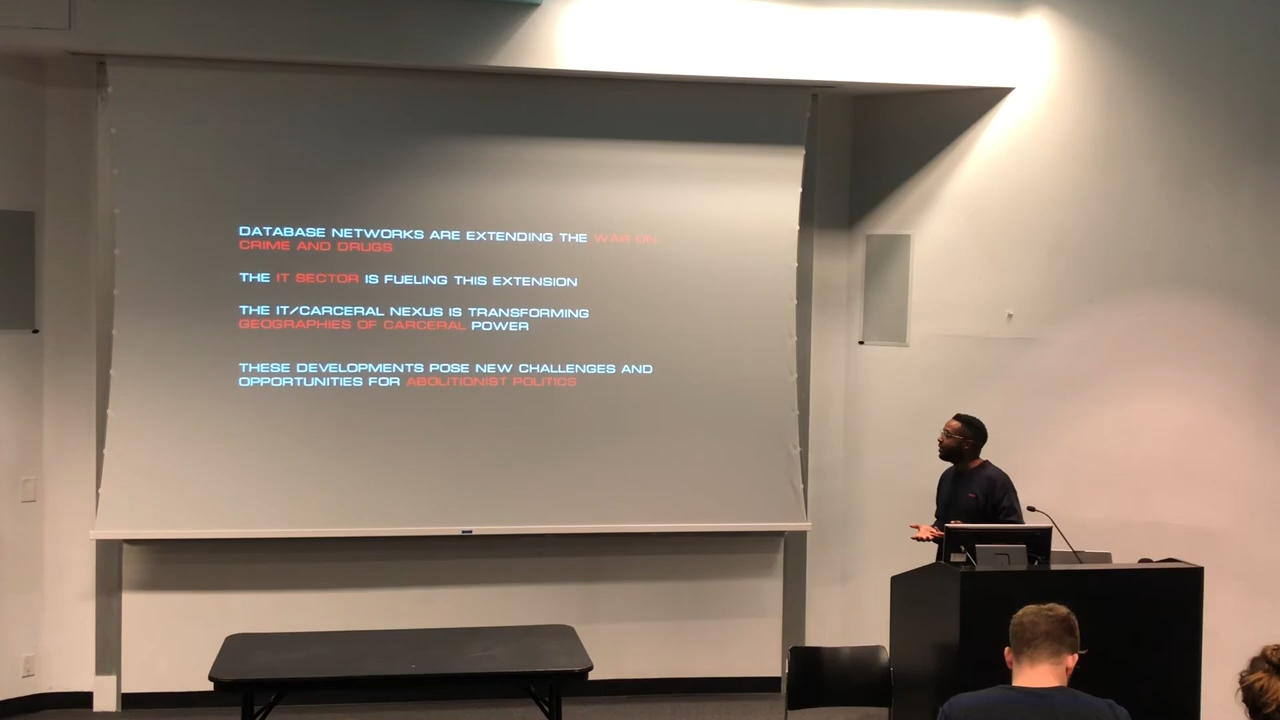 DATABASE NETWORKS ARE EXTENDING THE WAR ON
CRIME AND DRUGS
THE IT SECTOR IS FUELING THIS EXTENSION
THE IT/CARCERAL NEXUS IS TRANSFORMING
GEOGRAPHIES OF CARCERAL POWER
THESE DEVELOPMENTS POSE NEW CHALLENGES AND
OPPORTUNITIES FOR ABOLITIONIST POLITICS